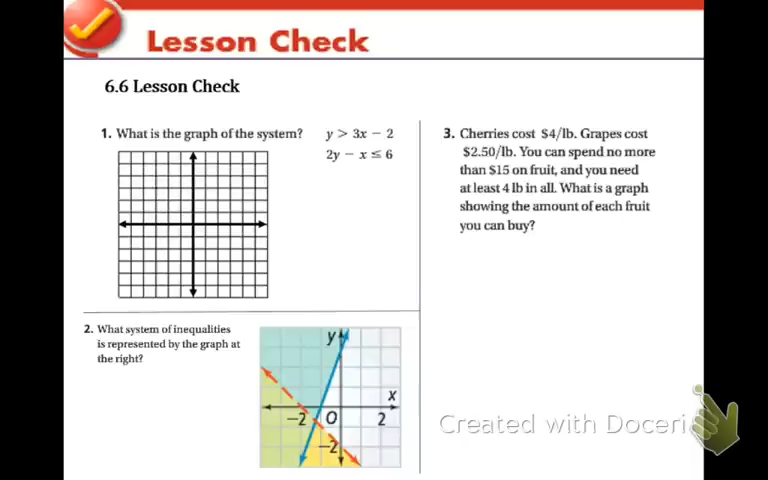 Lesson Check
6.6 Lesson Check
1. What is the graph of the system? y > 3x − 2
2y − x ≤ 6
2. What system of inequalities
is represented by the graph at
the right?
y
x
−2 O 2
−2
3. Cherries cost $4/lb. Grapes cost
$2.50/lb. You can spend no more
than $15 on fruit, and you need
at least 4 lb in all. What is a graph
showing the amount of each fruit
you can buy?
Created with Doceri